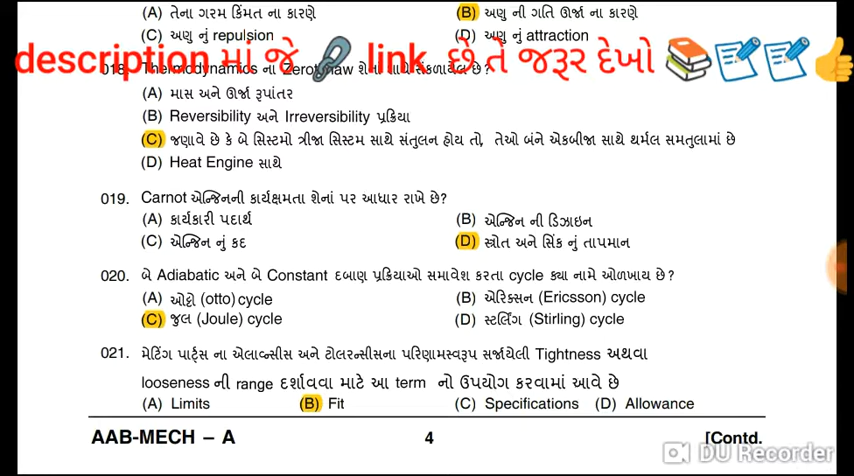 (A) તેના ગરમ કિંમત ના કારણે (B) અણુ ની ગતિ ઊર્જા ના કારણે
(C) અણુ નું repulsion (D) અણુ નું attraction
description માં જે 🔗 link છે તે જરૂર દેખો 📚📝📝👍
018. Thermodynamics ના Zeroth law શેની સાથે સંકળાયેલ છે?
(A) માસ અને ઊર્જા રૂપાંતર
(B) Reversibility અને Irreversibility પ્રક્રિયા
(C) જણાવે છે કે બે સિસ્ટમો ત્રીજા સિસ્ટમ સાથે સંતુલન હોય તો, તેઓ બંને એકબીજા સાથે થર્મલ સમતુલામાં છે
(D) Heat Engine સાથે
019. Carnot એન્જિનની કાર્યક્ષમતા શેનાં પર આધાર રાખે છે?
(A) કાર્યકારી પદાર્થ (B) એન્જિન ની ડિઝાઇન
(C) એન્જિન નું કદ (D) સ્ત્રોત અને સિંક નું તાપમાન
020. બે Adiabatic અને બે Constant દબાણ પ્રક્રિયાઓ સમાવેશ કરતા cycle ક્યા નામે ઓળખાય છે?
(A) ઓટ્ટો (otto) cycle (B) એરિક્સન (Ericsson) cycle
(C) જુલ (Joule) cycle (D) સ્ટર્લિંગ (Stirling) cycle
021. મેટિંગ પાર્ટ્સ ના એલાવ્ન્સીસ અને ટોલરન્સીસના પરિણામસ્વરૂપ સર્જાયેલી Tightness અથવા
looseness ની range દર્શાવવા માટે આ term નો ઉપયોગ કરવામાં આવે છે
(A) Limits (B) Fit (C) Specifications (D) Allowance
AAB-MECH – A 4 [Contd.
DU Recorder